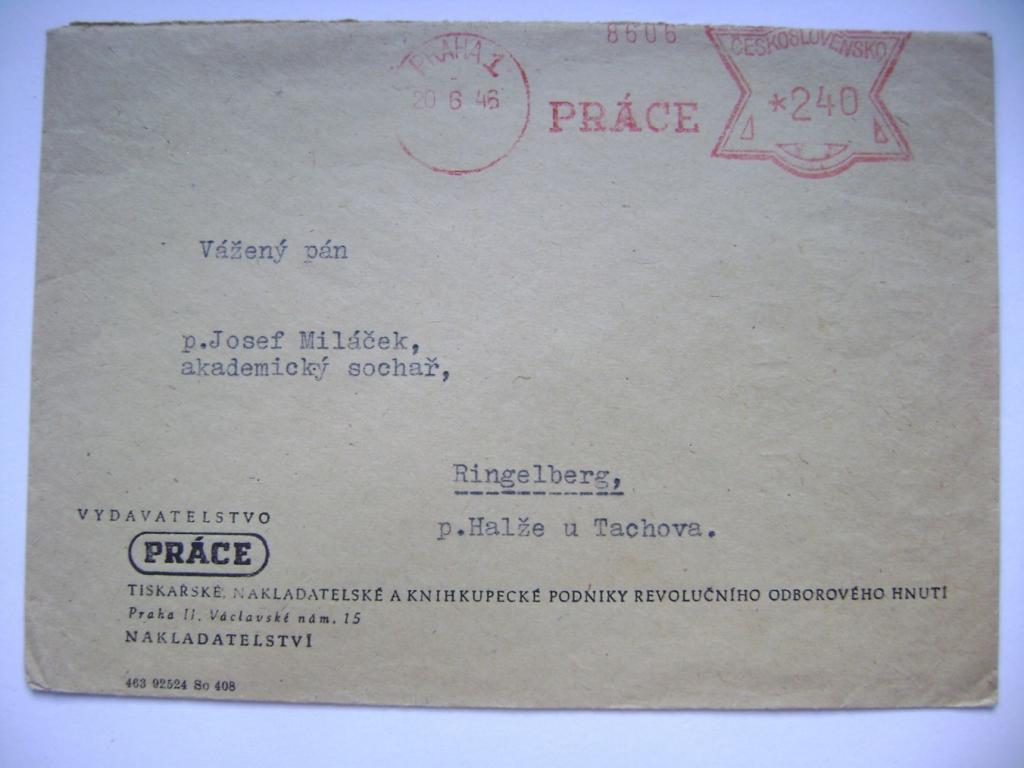 8606
ČESKOSLOVENSKO
PRAHA 1
20 6 46
PRÁCE
*240
Vážený pán
p.Josef Miláček,
akademický sochař,
Ringelberg,
p.Halže u Tachova.
VYDAVATELSTVO
PRÁCE
TISKAŘSKÉ, NAKLADATELSKÉ A KNIHKUPECKÉ PODNIKY REVOLUČNÍHO ODBOROVÉHO HNUTÍ
Praha II, Václavské nám. 15
NAKLADATELSTVÍ
463 92524 So 408